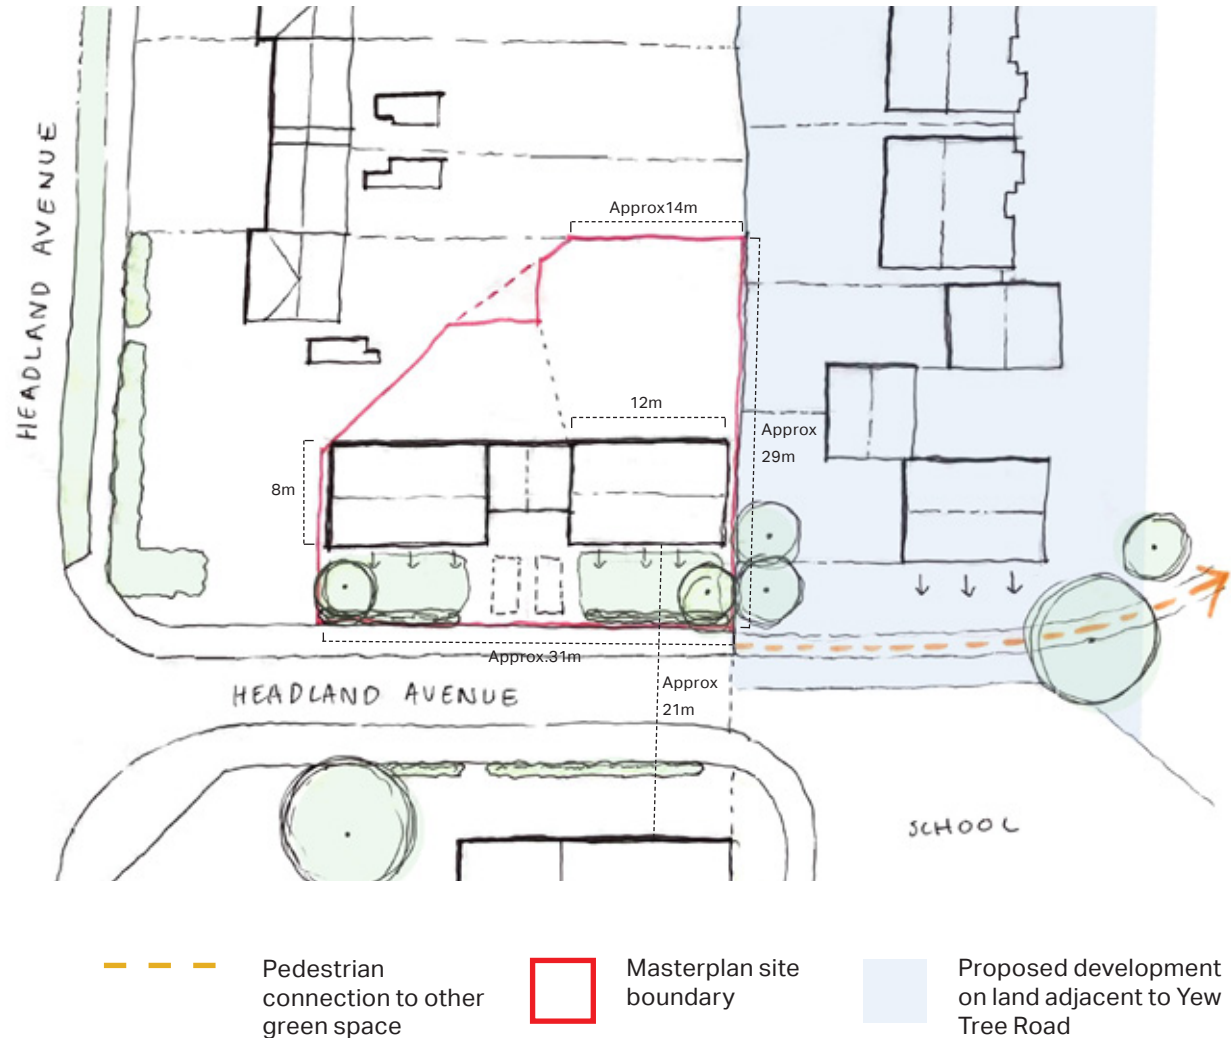 HEADLAND AVENUE
Approx14m
12m
Approx
29m
8m
Approx.31m
HEADLAND AVENUE
Approx
21m
SCHOOL
Pedestrian
connection to other
green space
Masterplan site
boundary
Proposed development
on land adjacent to Yew
Tree Road